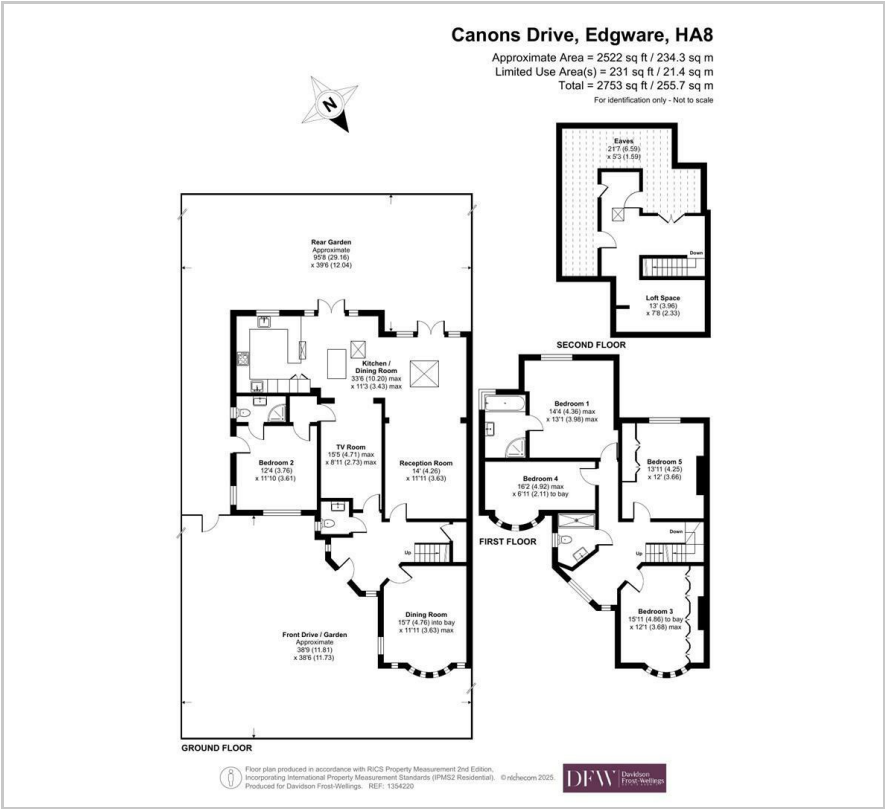 Canons Drive, Edgware, HA8
Approximate Area = 2522 sq ft / 234.3 sq m
Limited Use Area(s) = 231 sq ft / 21.4 sq m
Total = 2753 sq ft / 255.7 sq m
For identification only - Not to scale
N
Eaves
21'7 (6.59)
x 5'3 (1.59)
Down
Loft Space
13' (3.96)
x 7'8 (2.33)
SECOND FLOOR
Rear Garden
Approximate
95'8 (29.16)
x 39'6 (12.04)
Kitchen /
Dining Room
33'6 (10.20) max
x 11'3 (3.43) max
TV Room
15'5 (4.71) max
x 8'11 (2.73) max
Bedroom 2
12'4 (3.76)
x 11'10 (3.61)
Reception Room
14' (4.26)
x 11'11 (3.63)
Up
Dining Room
15'7 (4.76) into bay
x 11'11 (3.63) max
Front Drive / Garden
Approximate
38'9 (11.81)
x 38'6 (11.73)
GROUND FLOOR
Bedroom 1
14'4 (4.36) max
x 13'1 (3.98) max
Bedroom 5
13'11 (4.25)
x 12' (3.66)
Bedroom 4
16'2 (4.92) max
x 6'11 (2.11) to bay
FIRST FLOOR
Down
Up
Bedroom 3
15'11 (4.86) to bay
x 12'1 (3.68) max
Floor plan produced in accordance with RICS Property Measurement 2nd Edition,
Incorporating International Property Measurement Standards (IPMS2 Residential). © nichecom 2025.
Produced for Davidson Frost-Wellings. REF: 1354220
DFW
Davidson
Frost-Wellings